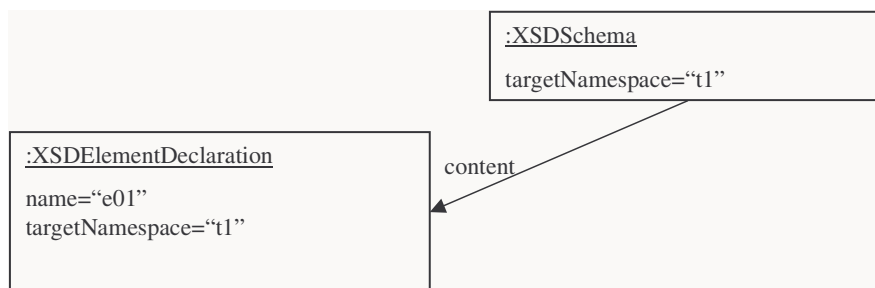 :XSDSchema
targetNamespace=“t1”
:XSDElementDeclaration
content
name=“e01”
targetNamespace=“t1”